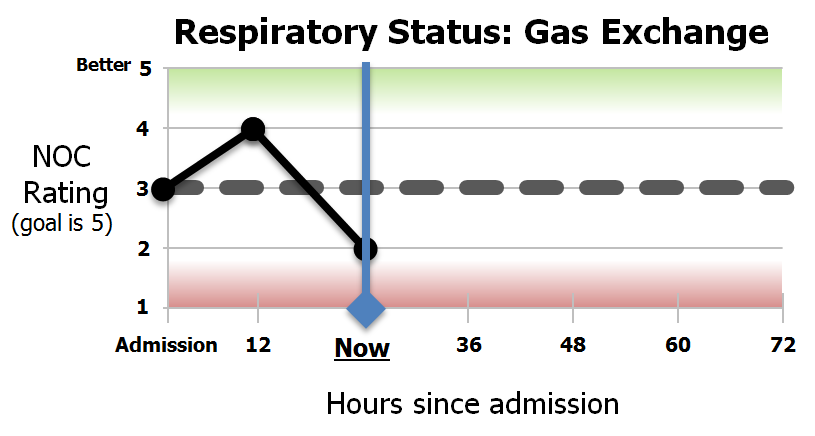 Respiratory Status: Gas Exchange
Better 5
4
NOC
Rating
(goal is 5)
3
2
1
Admission 12 Now 36 48 60 72
Hours since admission